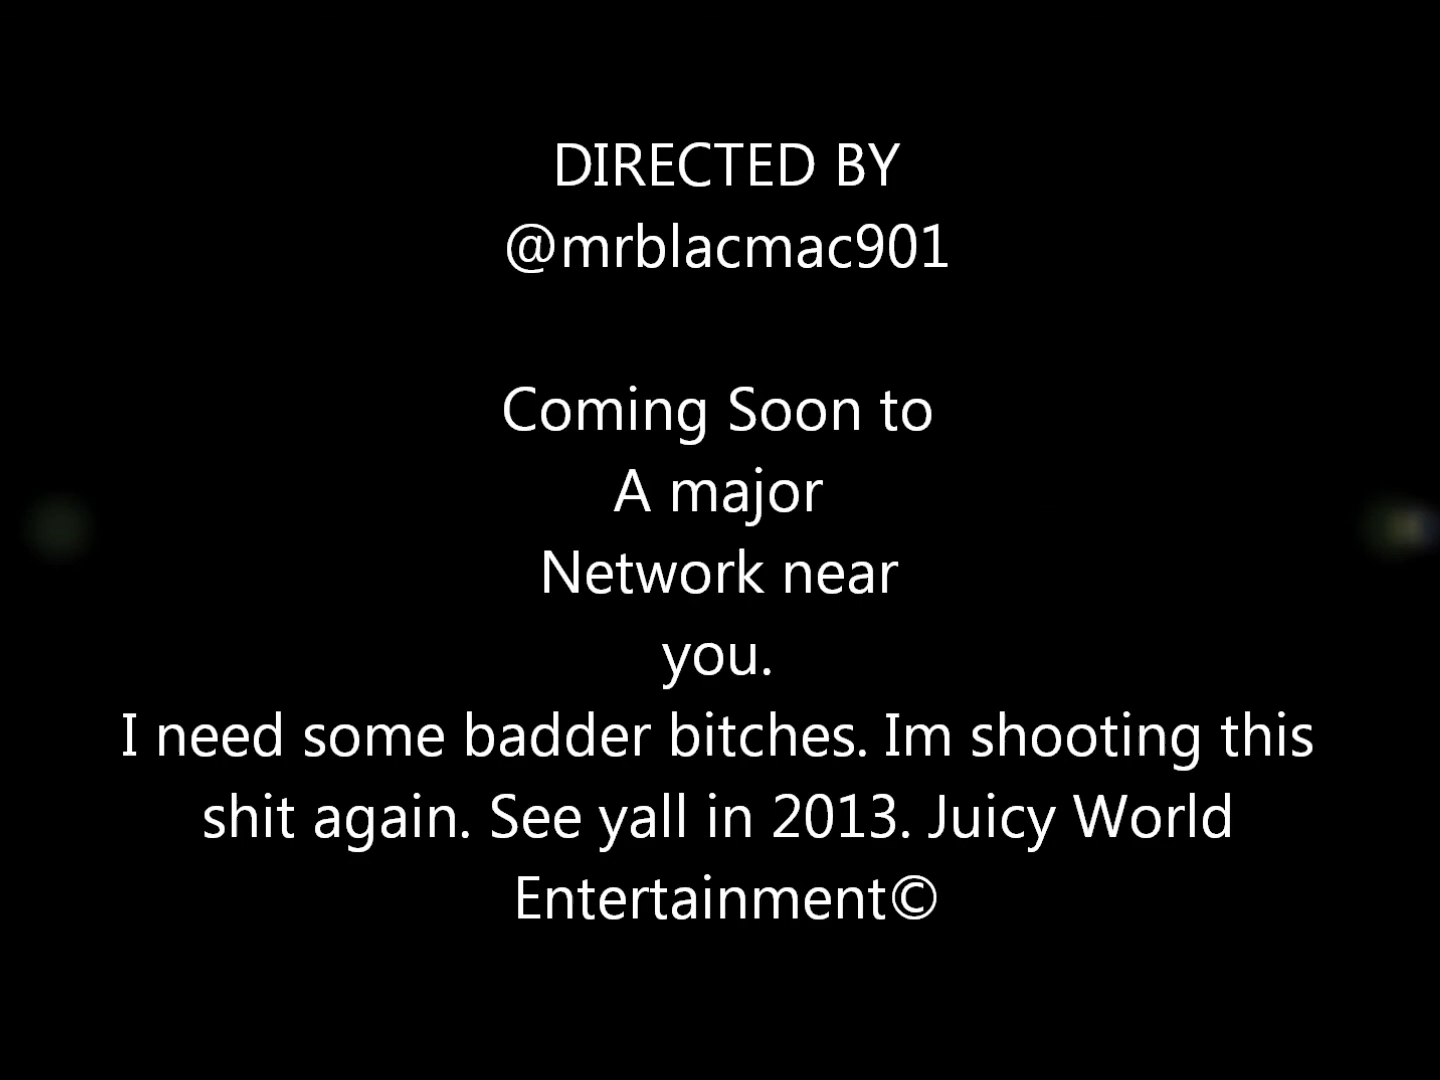 DIRECTED BY
@mrblacmac901
Coming Soon to
A major
Network near
you.
I need some badder bitches. Im shooting this
shit again. See yall in 2013. Juicy World
Entertainment©